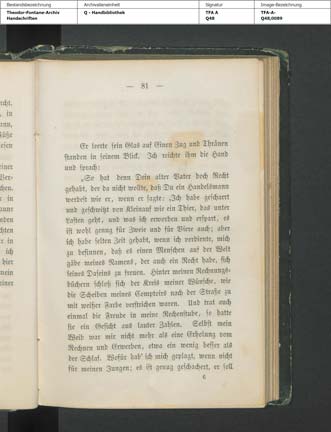 Bestandsbezeichnung
Theodor-Fontane-Archiv
Handschriften
Archivalieneinheit
Q - Handbibliothek
Signatur
TFA A
Q48
Image-Bezeichnung
TFA-A-
Q48,0089
— 81 —
Er leerte sein Glas auf Einen Zug und Thränen
standen in seinem Blick. Ich reichte ihm die Hand
und sprach:
„So hat denn Dein alter Vater doch Recht
gehabt, der da nicht wollte, daß Du ein Handelsmann
werdest wie er, wenn er sagte: Ich habe geschaart
und geschwitzt von Kleinauf wie ein Thier, das unter
Lasten geht, und was ich erworben und erspart, es
ist wohl genug für Zweie und für Viere auch; aber
ich habe selten Zeit gehabt, wenn ich verdiente, mich
zu besinnen, daß es einen Menschen auf der Welt
gäbe meines Namens, der auch ein Recht habe, sich
seines Daseins zu freuen. Hinter meinen Rechnungs-
büchern schloß sich der Kreis meiner Wünsche, wie
die Scheiben meines Comptoirs nach der Straße zu
mit weißer Farbe verstrichen waren. Und trat auch
einmal die Freude in meine Rechenstube, so hatte
sie ein Gesicht aus lauter Zahlen. Selbst mein
Weib war mir nicht mehr als eine Erholung vom
Rechnen und Erwerben, etwa ein wenig besser als
der Schlaf. Wofür hab' ich mich geplagt, wenn nicht
für meinen Jungen; es ist genug geschachert, er soll
6